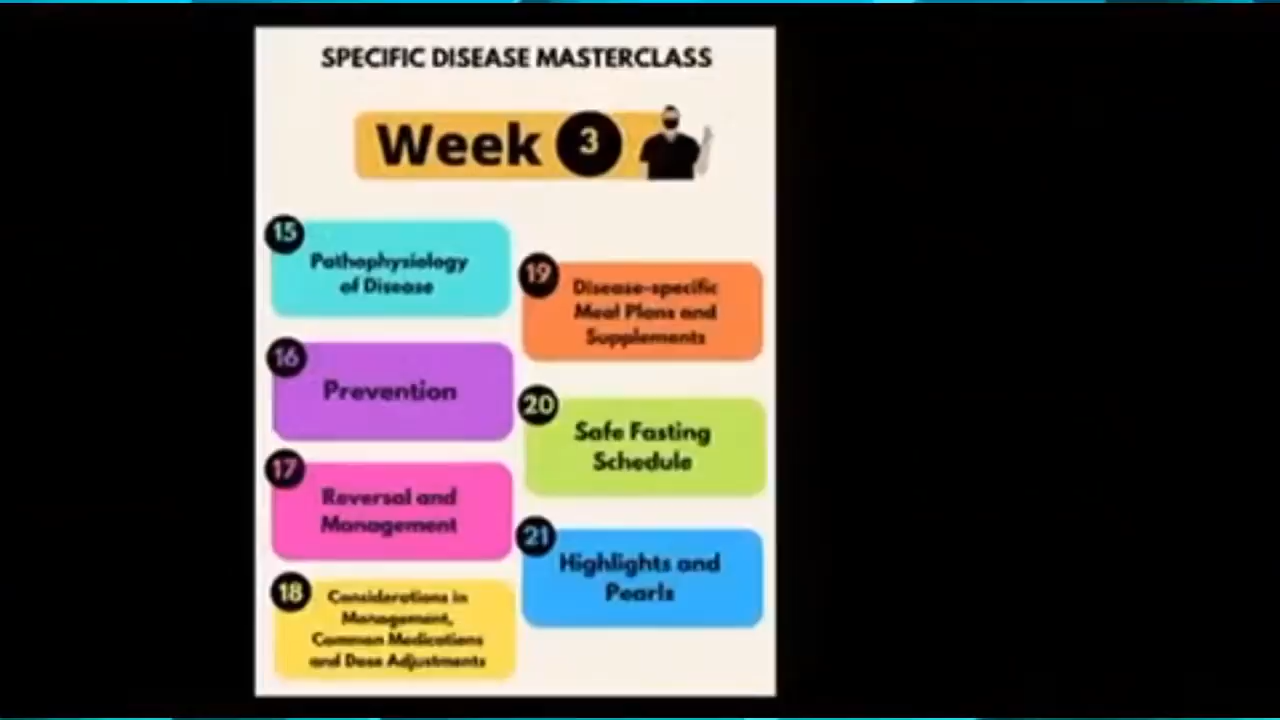 SPECIFIC DISEASE MASTERCLASS
Week 3
15
Pathophysiology
of Disease
16
Prevention
17
Reversal and
Management
18
Considerations in
Management,
Common Medications
and Dose Adjustments
19
Disease-specific
Meal Plans and
Supplements
20
Safe Fasting
Schedule
21
Highlights and
Pearls